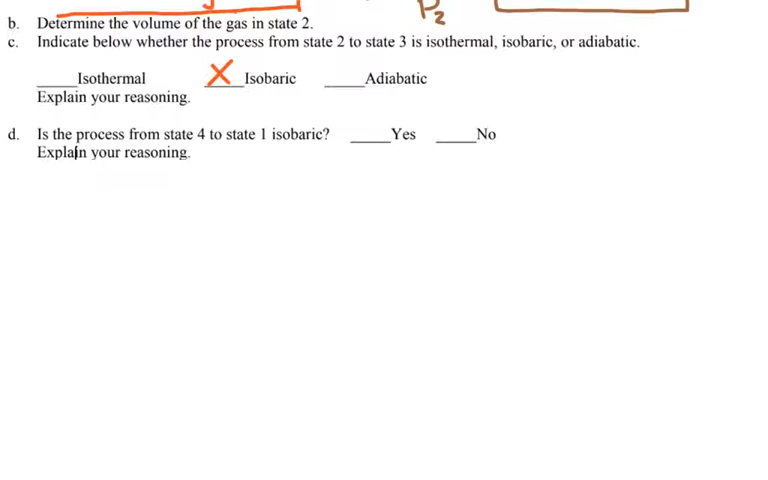 P2
b. Determine the volume of the gas in state 2.
c. Indicate below whether the process from state 2 to state 3 is isothermal, isobaric, or adiabatic.
_____Isothermal X_____Isobaric _____Adiabatic
Explain your reasoning.
d. Is the process from state 4 to state 1 isobaric? _____Yes _____No
Explain your reasoning.